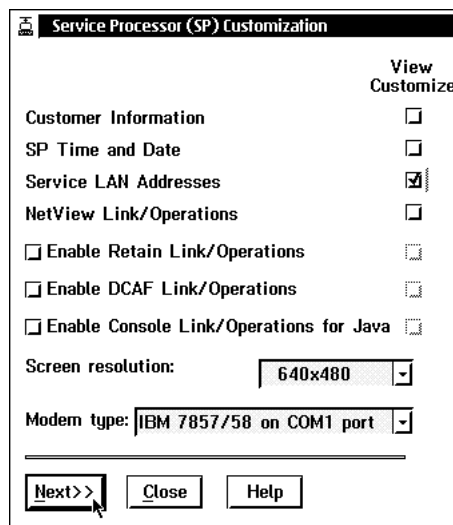 Service Processor (SP) Customization
View
Customize
Customer Information
SP Time and Date
Service LAN Addresses
NetView Link/Operations
Enable Retain Link/Operations
Enable DCAF Link/Operations
Enable Console Link/Operations for Java
Screen resolution: 640x480
Modem type: IBM 7857/58 on COM1 port
Next>> Close Help